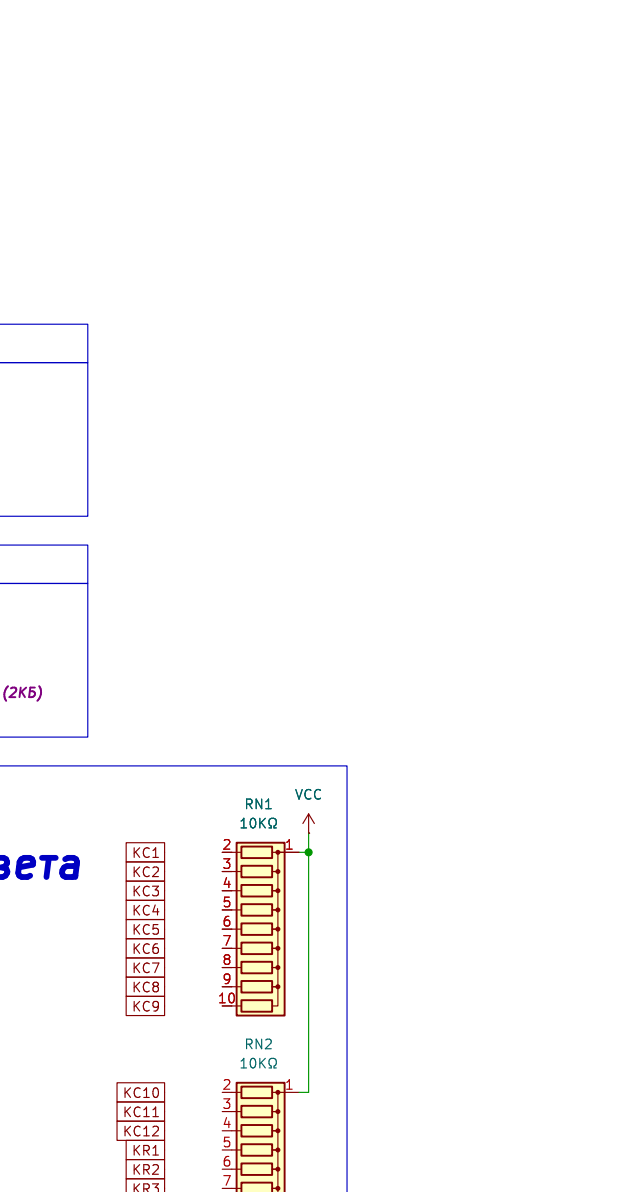 (2КБ)
VCC
RN1
10KΩ
2 1
3
4
5
6
7
8
9
10
KC1
KC2
KC3
KC4
KC5
KC6
KC7
KC8
KC9
вета
RN2
10KΩ
2 1
3
4
5
6
7
KC10
KC11
KC12
KR1
KR2
KR3